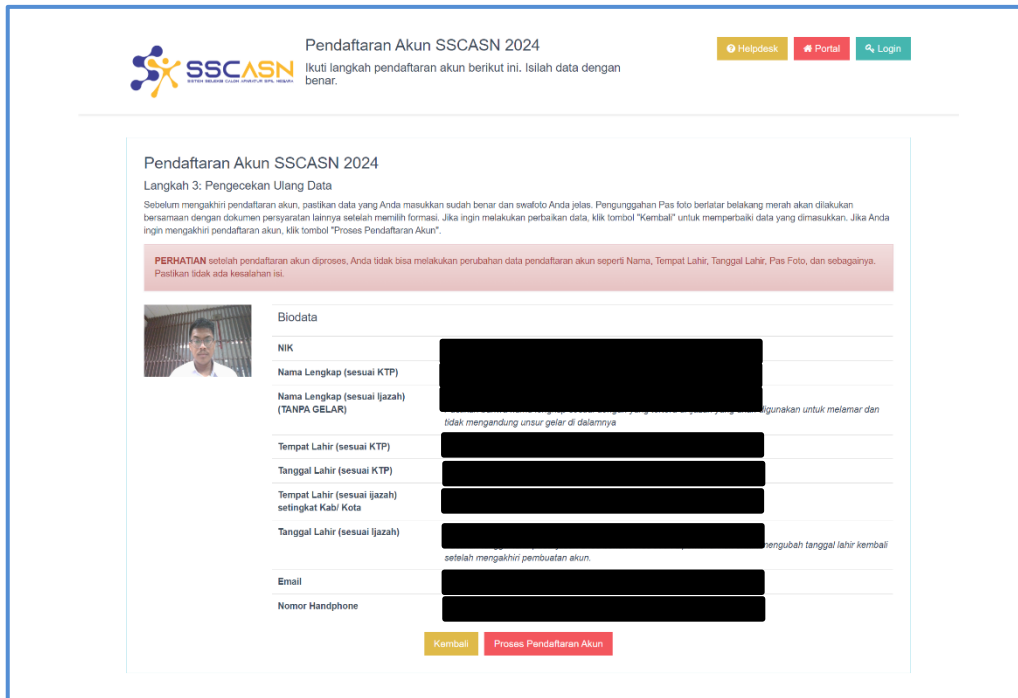 Pendaftaran Akun SSCASN 2024
Ikuti langkah pendaftaran akun berikut ini. Isilah data dengan
benar.
Helpdesk
Portal
Login
SSCASN
SISTEM SELEKSI CALON APARATUR SIPIL NEGARA
Pendaftaran Akun SSCASN 2024
Langkah 3: Pengecekan Ulang Data
Sebelum mengakhiri pendaftaran akun, pastikan data yang Anda masukkan sudah benar dan swafoto Anda jelas. Pengunggahan Pas foto berlatar belakang merah akan dilakukan
bersamaan dengan dokumen persyaratan lainnya setelah memilih formasi. Jika ingin melakukan perbaikan data, klik tombol "Kembali" untuk memperbaiki data yang dimasukkan. Jika Anda
ingin mengakhiri pendaftaran akun, klik tombol "Proses Pendaftaran Akun".
PERHATIAN setelah pendaftaran akun diproses, Anda tidak bisa melakukan perubahan data pendaftaran akun seperti Nama, Tempat Lahir, Tanggal Lahir, Pas Foto, dan sebagainya.
Pastikan tidak ada kesalahan isi.
Biodata
NIK
Nama Lengkap (sesuai KTP)
Nama Lengkap (sesuai Ijazah)
(TANPA GELAR)
digunakan untuk melamar dan
tidak mengandung unsur gelar di dalamnya
Tempat Lahir (sesuai KTP)
Tanggal Lahir (sesuai KTP)
Tempat Lahir (sesuai ijazah)
setingkat Kab/ Kota
Tanggal Lahir (sesuai Ijazah)
mengubah tanggal lahir kembali
setelah mengakhiri pembuatan akun.
Email
Nomor Handphone
Kembali
Proses Pendaftaran Akun